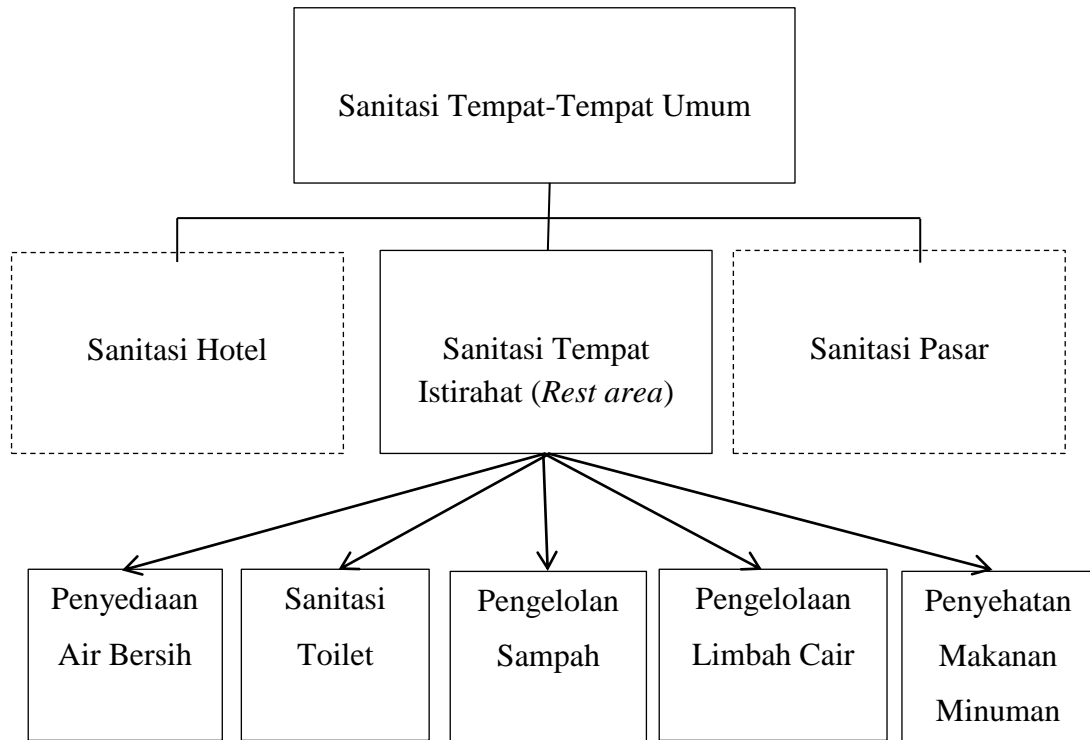 Sanitasi Tempat-Tempat Umum
Sanitasi Hotel
Sanitasi Tempat
Istirahat (Rest area)
Sanitasi Pasar
Penyediaan
Air Bersih
Sanitasi
Toilet
Pengelolan
Sampah
Pengelolaan
Limbah Cair
Penyehatan
Makanan
Minuman